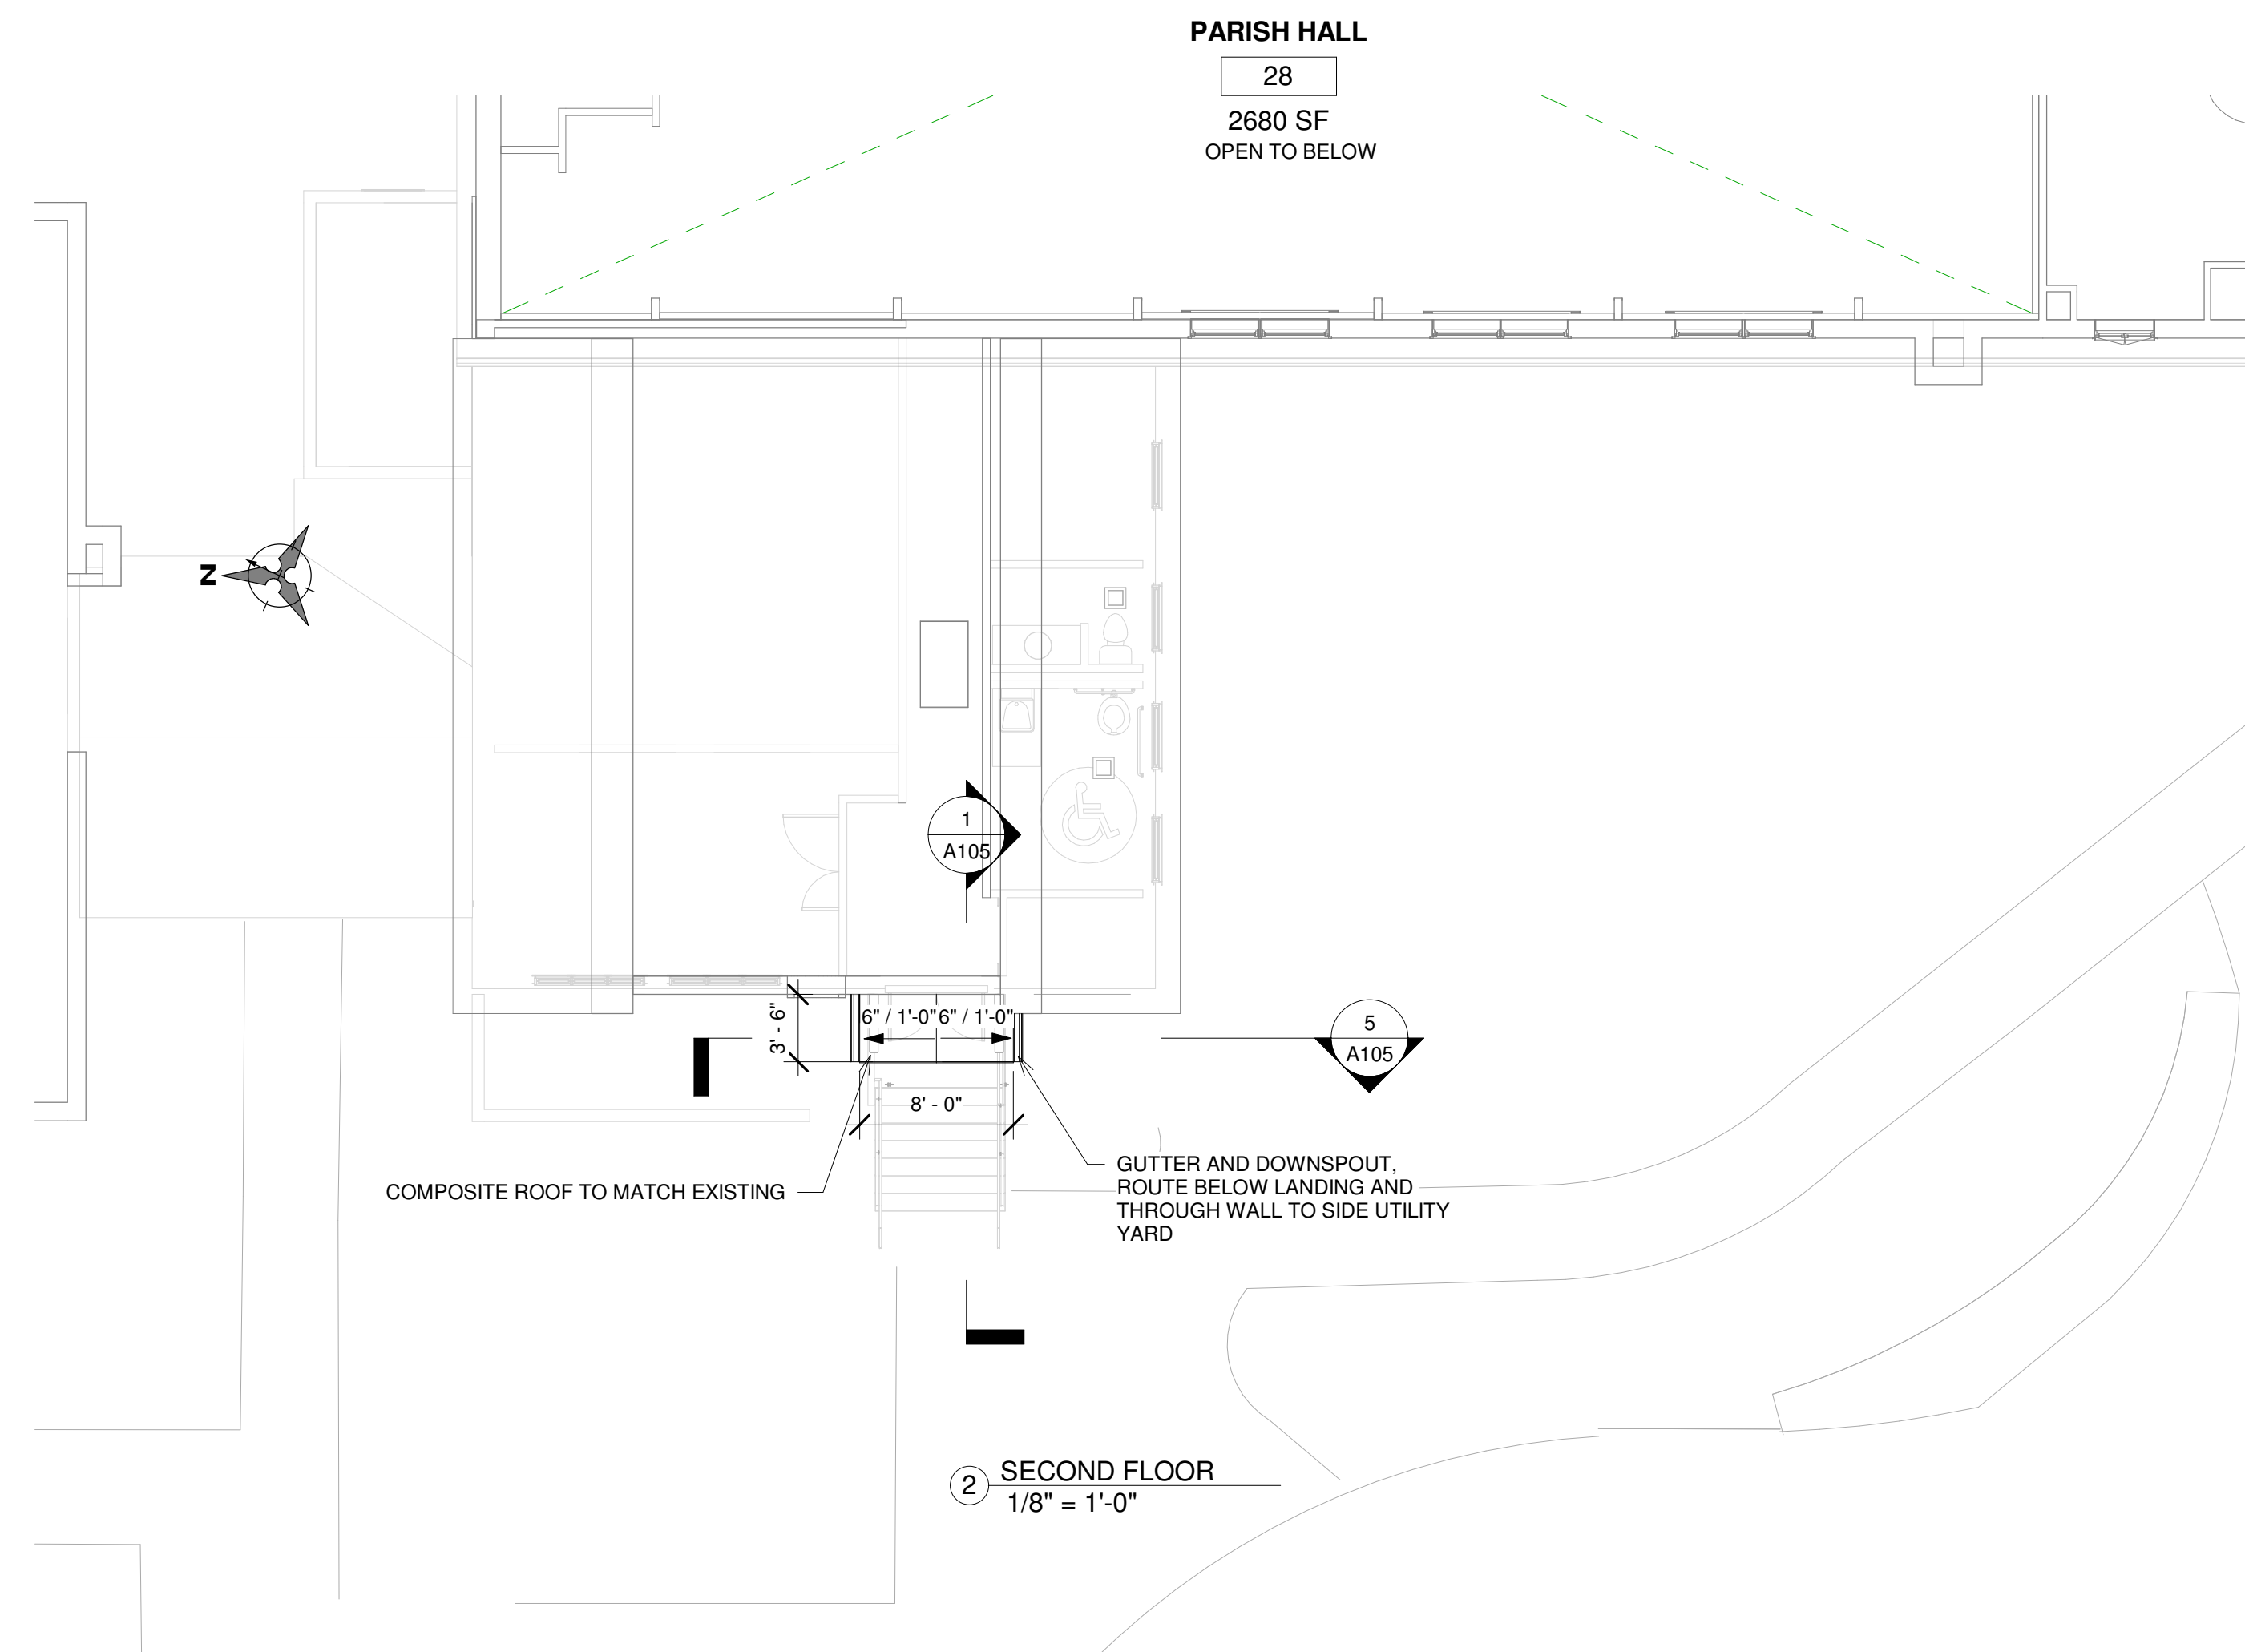 PARISH HALL
28
2680 SF
OPEN TO BELOW
N
1
A105
3' - 6"
6" / 1'-0"
6" / 1'-0"
5
A105
8' - 0"
COMPOSITE ROOF TO MATCH EXISTING
GUTTER AND DOWNSPOUT,
ROUTE BELOW LANDING AND
THROUGH WALL TO SIDE UTILITY
YARD
2
SECOND FLOOR
1/8" = 1'-0"